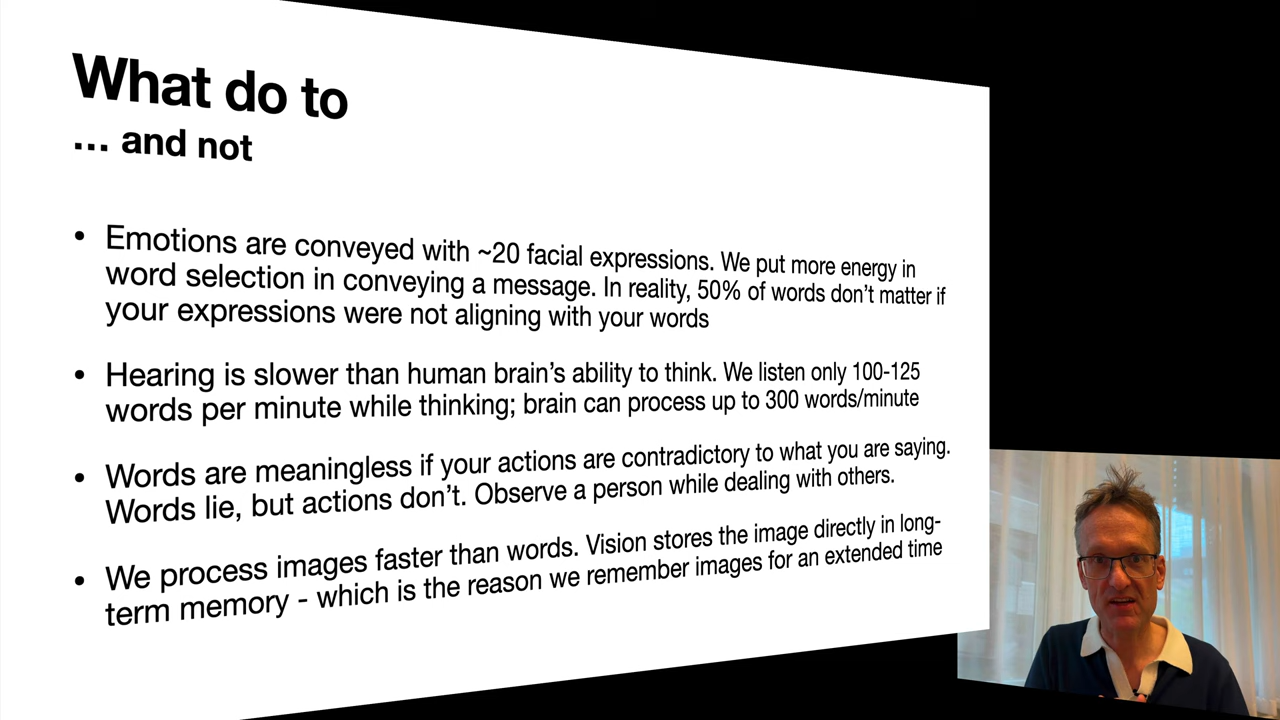 What do to
... and not
• Emotions are conveyed with ~20 facial expressions. We put more energy in
word selection in conveying a message. In reality, 50% of words don't matter if
your expressions were not aligning with your words
• Hearing is slower than human brain's ability to think. We listen only 100-125
words per minute while thinking; brain can process up to 300 words/minute
• Words are meaningless if your actions are contradictory to what you are saying.
Words lie, but actions don't. Observe a person while dealing with others.
• We process images faster than words. Vision stores the image directly in long-
term memory - which is the reason we remember images for an extended time